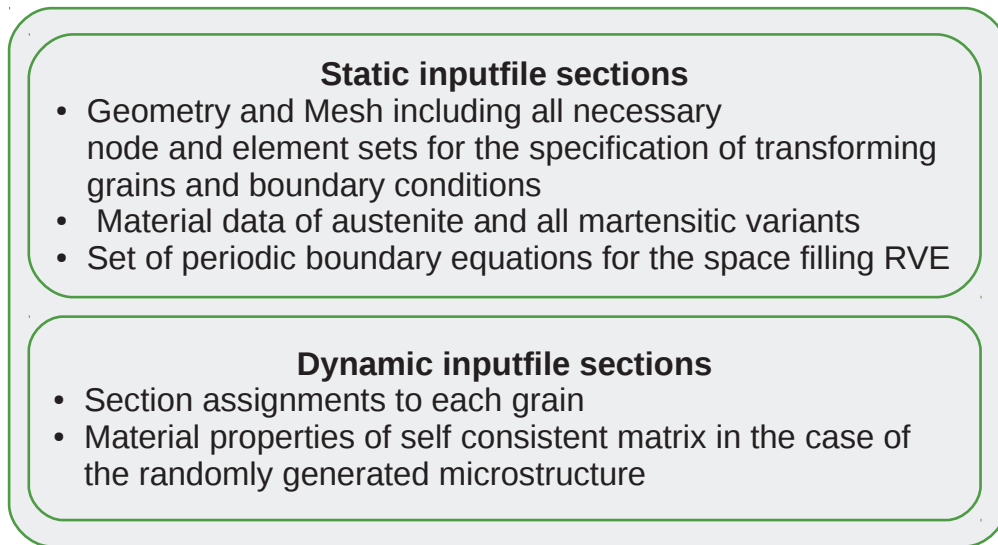 Static inputfile sections
• Geometry and Mesh including all necessary
node and element sets for the specification of transforming
grains and boundary conditions
• Material data of austenite and all martensitic variants
• Set of periodic boundary equations for the space filling RVE
Dynamic inputfile sections
• Section assignments to each grain
• Material properties of self consistent matrix in the case of
the randomly generated microstructure